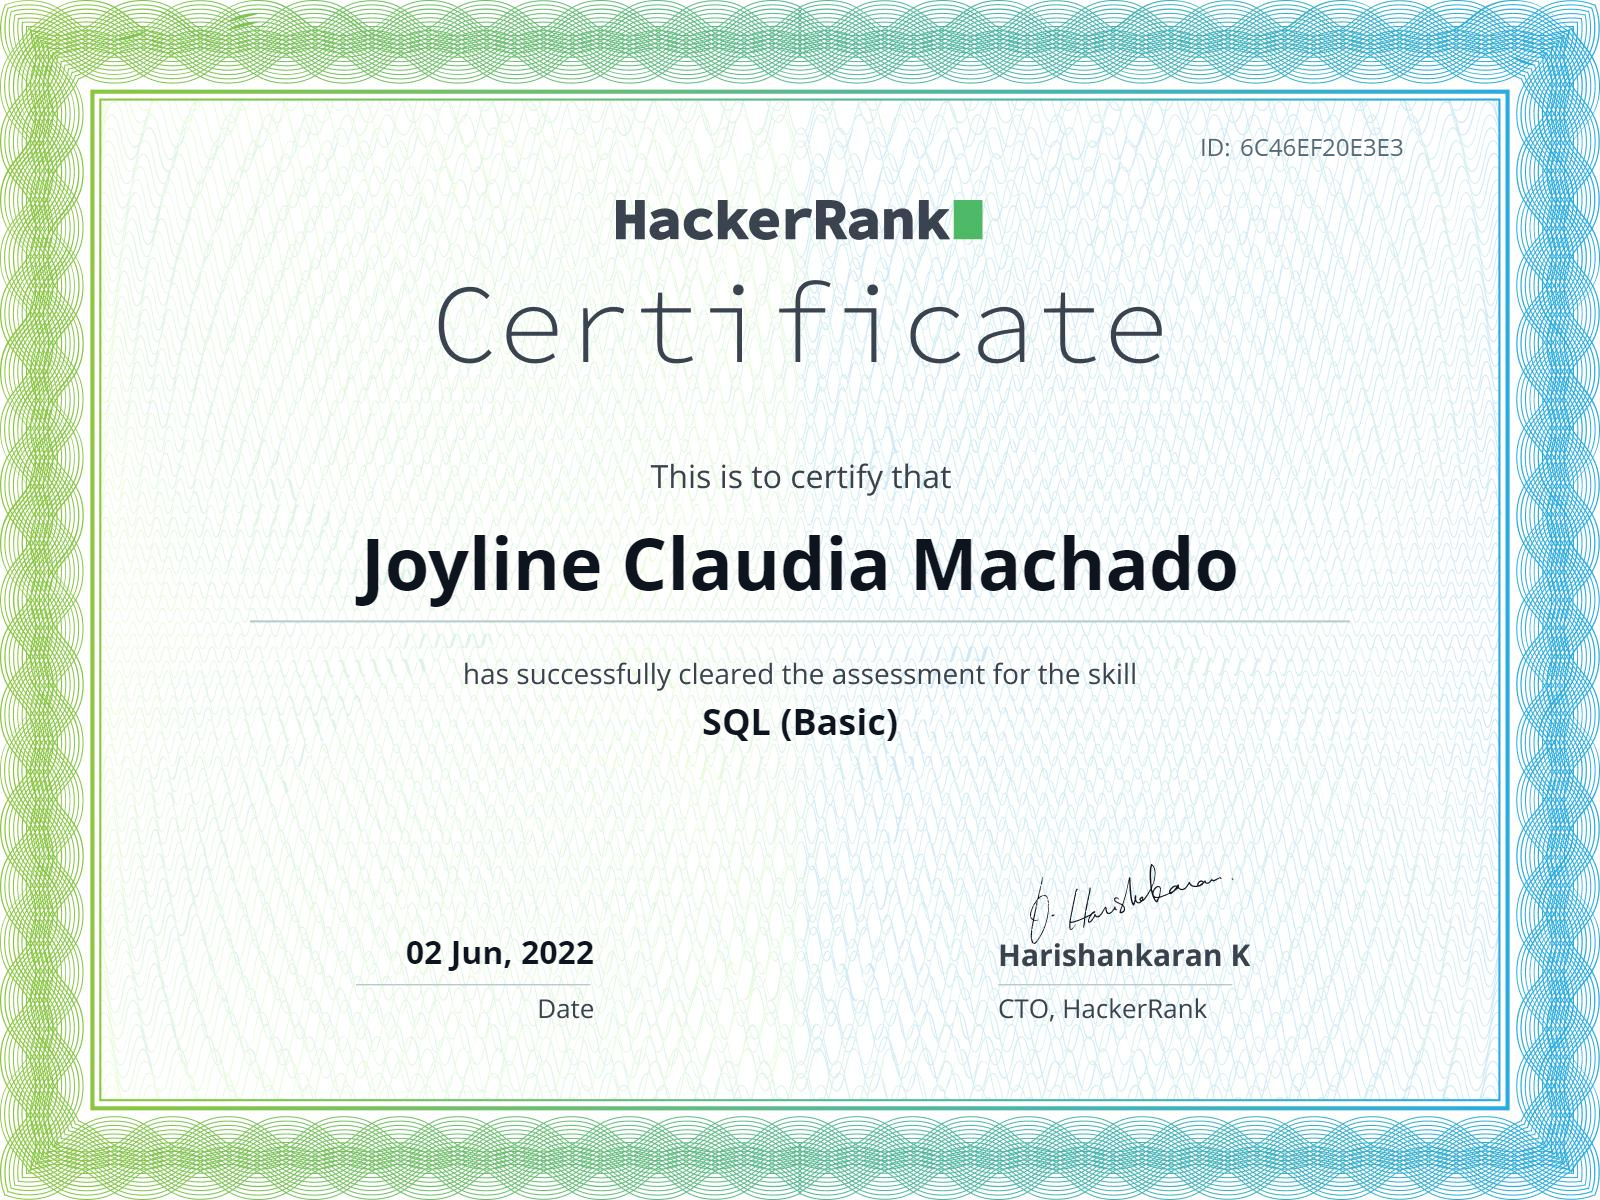 ID: 6C46EF20E3E3
HackerRank
Certificate
This is to certify that
Joyline Claudia Machado
has successfully cleared the assessment for the skill
SQL (Basic)
02 Jun, 2022
Date
K. Harishankaran
Harishankaran K
CTO, HackerRank